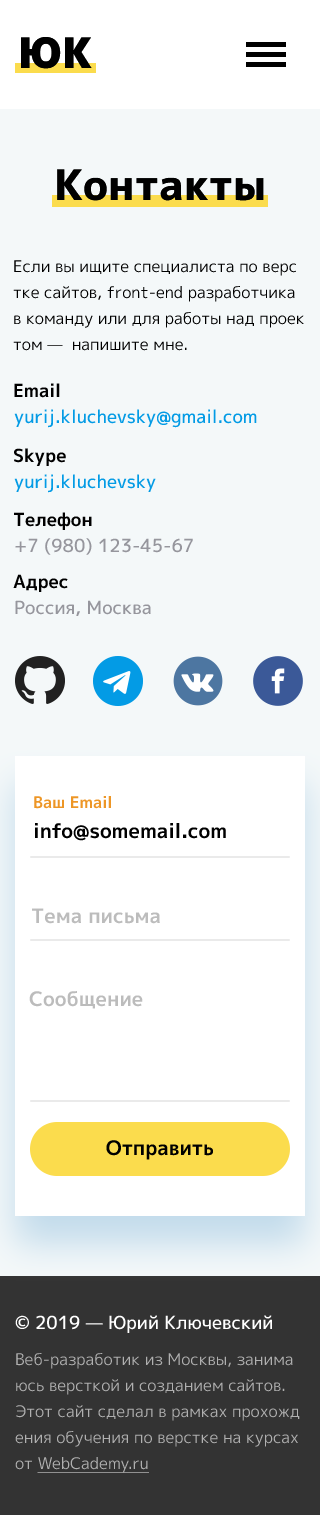 ЮК
Контакты
Если вы ищите специалиста по верс
тке сайтов, front-end разработчика
в команду или для работы над проек
том — напишите мне.
Email
yurij.kluchevsky@gmail.com
Skype
yurij.kluchevsky
Телефон
+7 (980) 123-45-67
Адрес
Россия, Москва
Ваш Email
info@somemail.com
Тема письма
Сообщение
Отправить
© 2019 — Юрий Ключевский
Веб-разработик из Москвы, занима
юсь версткой и созданием сайтов.
Этот сайт сделал в рамках прохожд
ения обучения по верстке на курсах
от WebCademy.ru